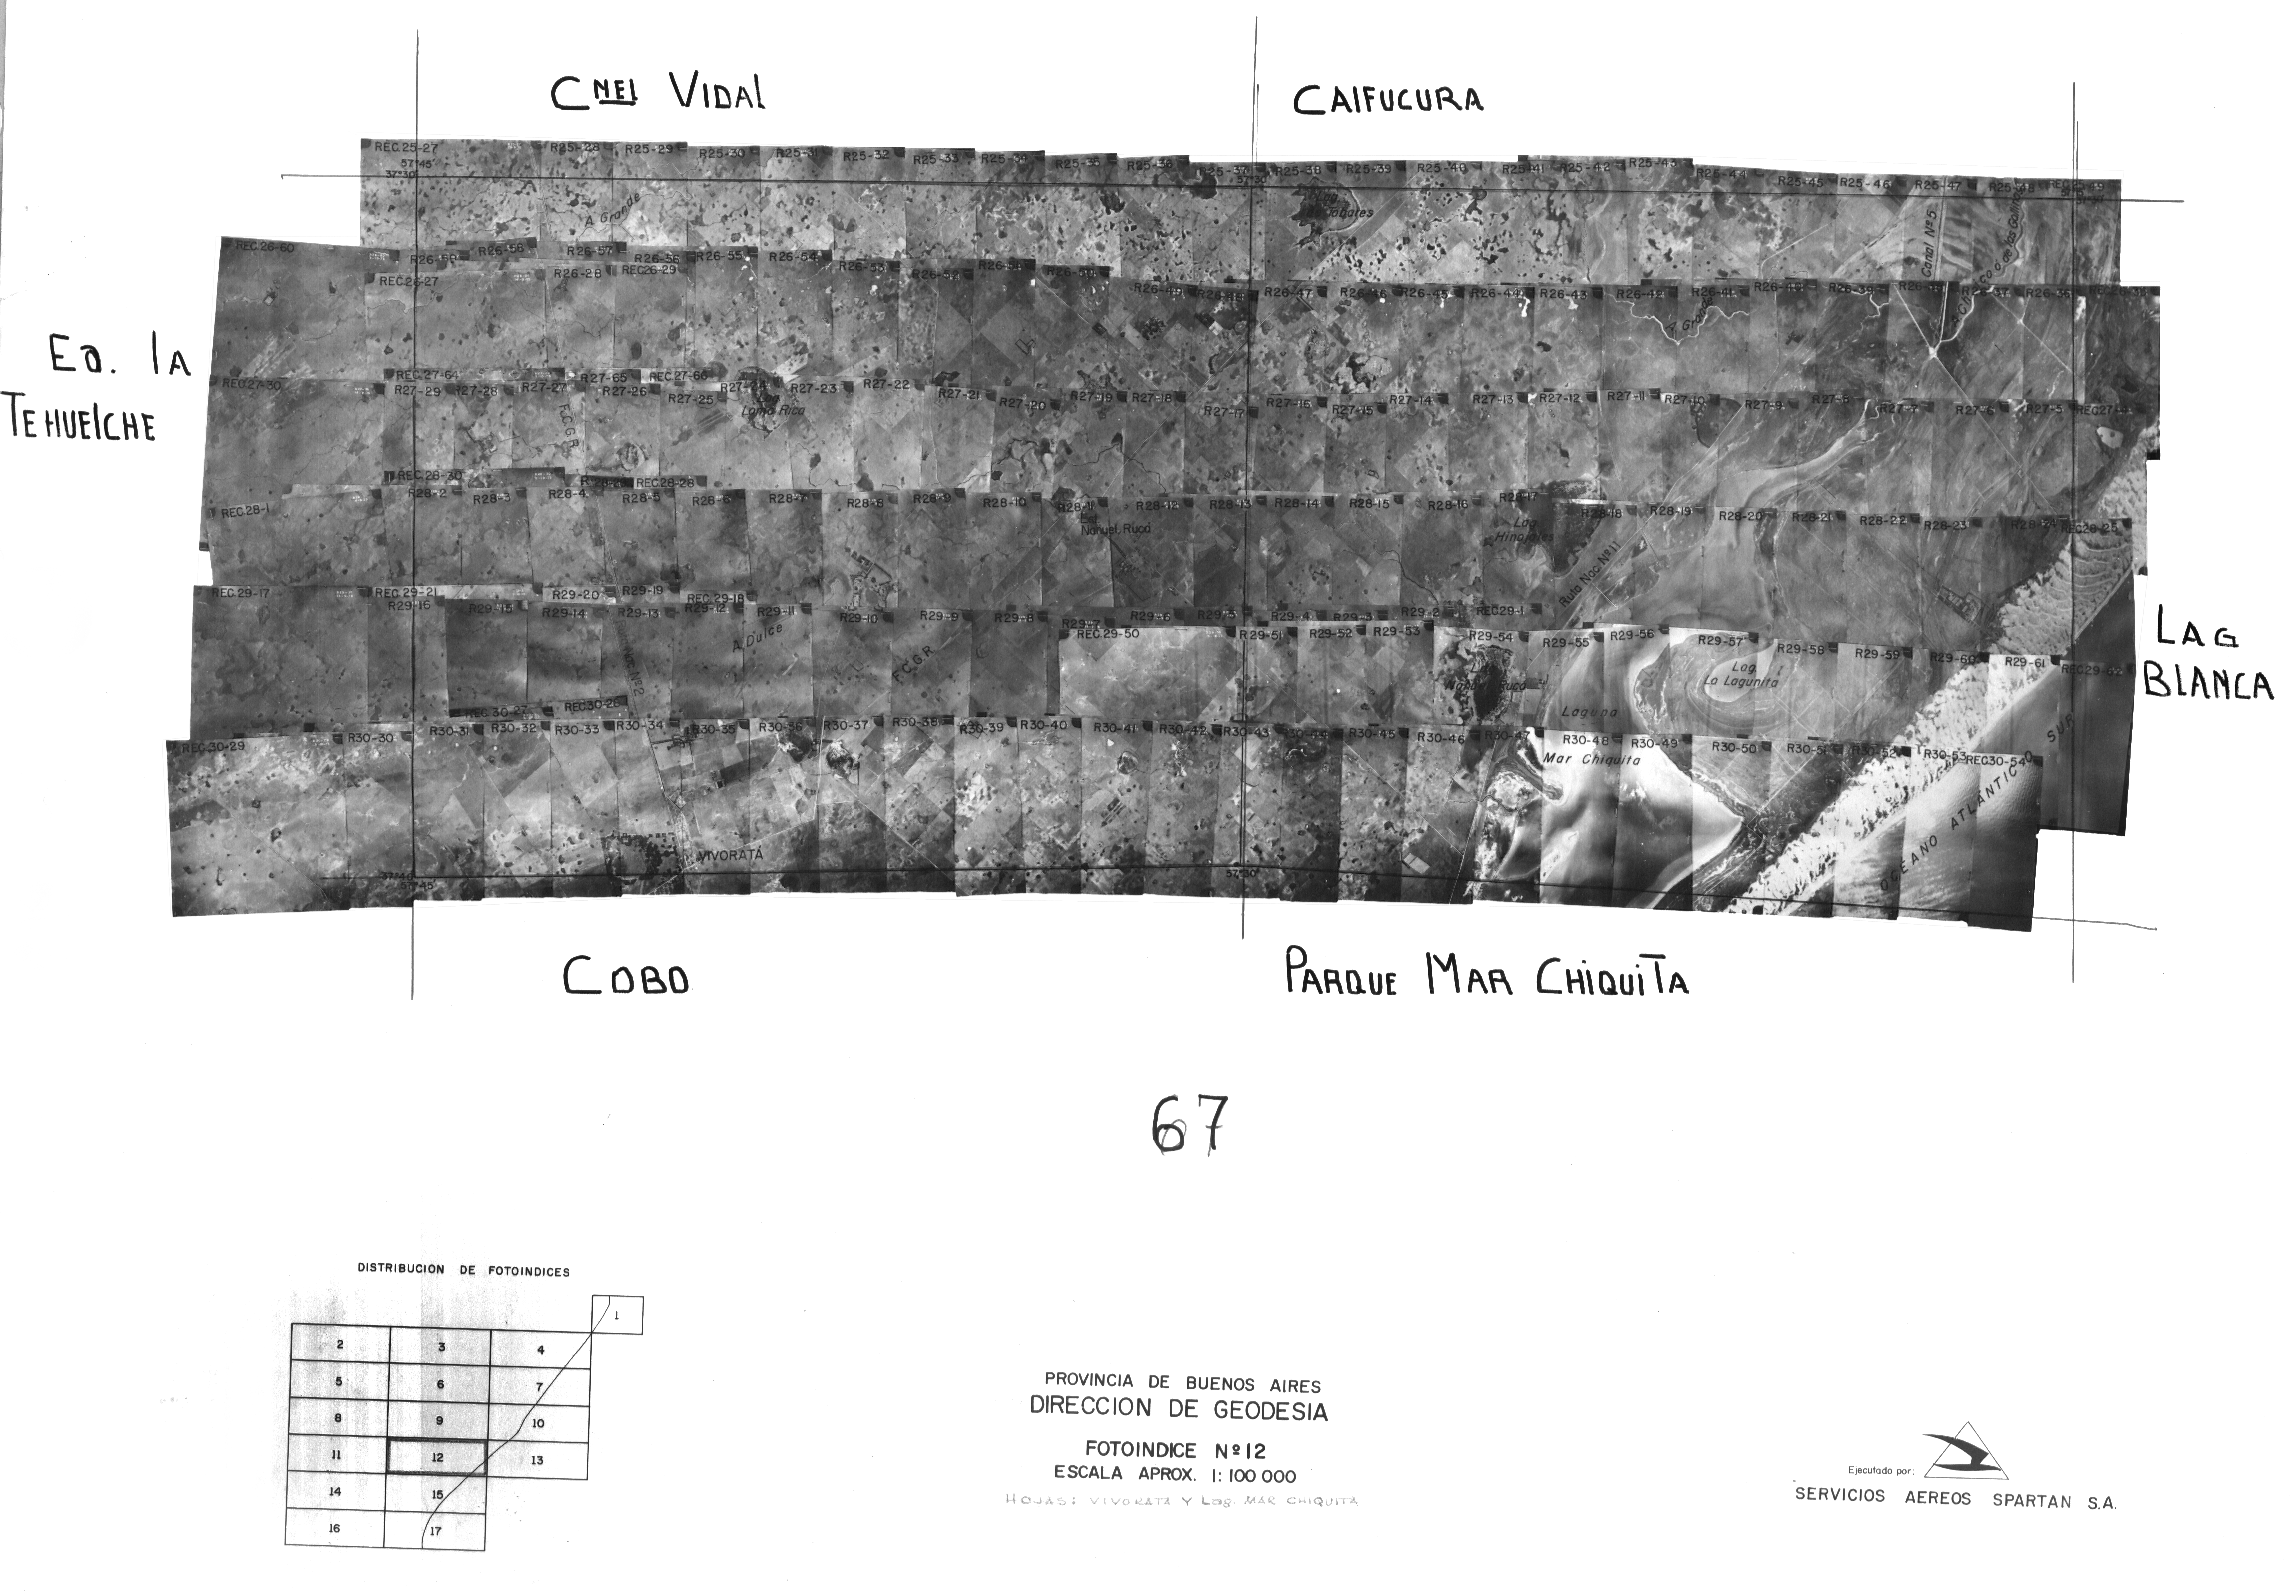 CNEL VIDAL
CALFUCURA
REC.25-27 R25-28 R25-29 R25-30 R25-31 R25-32 R25-33 R25-34 R25-35 R25-36 R25-37 R25-38 R25-39 R25-40 R25-41 R25-42 R25-43 R25-44 R25-45 R25-46 R25-47 R25-48 REC25-49
57°45'
37°30'
57°30'
A. Grande
Canal Nº5
REC.26-60 R26-59 R26-58 R26-57 R26-56 R26-55 R26-54 R26-53 R26-52
REC26-27 R26-28 REC26-29
R26-49 R26-47 R26-46 R26-45 R26-44 R26-43 R26-42 R26-41 R26-39 R26-37 R26-36
A. Grande
EA. LA
TEHUELCHE
REC.27-64 R27-65 REC.27-66
REC27-30 R27-29 R27-28 R27-27 R27-26 R27-25 R27-24 R27-23 R27-22 R27-21 R27-20 R27-19 R27-18 R27-17 R27-16 R27-15 R27-14 R27-13 R27-12 R27-11 R27-10 R27-9 R27-8 R27-7 R27-6 R27-5 REC27-4
Lag.
Loma Rica
F.C.G.R.
REC.28-30 REC28-28
REC.28-1 R28-2 R28-3 R28-4 R28-5 R28-6 R28-7 R28-8 R28-9 R28-10 R28-11 R28-12 R28-13 R28-14 R28-15 R28-16 R28-17 R28-18 R28-19 R28-20 R28-21 R28-22 R28-23 R28-24 REC28-25
Nahuel Rucá
Lag.
Hinojales
Ruta Nac Nº11
REC.29-17 REC.29-21 R29-20 R29-19 REC.29-18
R29-16 R29-15 R29-14 R29-13 R29-12 R29-11 R29-10 R29-9 R29-8 R29-7 R29-6 R29-5 R29-4 R29-3 R29-2 REC29-1
REC.29-50 R29-51 R29-52 R29-53 R29-54 R29-55 R29-56 R29-57 R29-58 R29-59 R29-60 R29-61 REC29-62
A. Dulce
F.C.G.R.
Lag.
La Lagunita
LAG
BLANCA
REC.30-27 REC30-26
REC.30-29 R30-30 R30-31 R30-32 R30-33 R30-34 R30-35 R30-36 R30-37 R30-38 R30-39 R30-40 R30-41 R30-42 R30-43 R30-44 R30-45 R30-46 R30-47 R30-48 R30-49 R30-50 R30-51 R30-52 R30-53 REC30-54
Laguna
Mar Chiquita
OCEANO ATLANTICO SUR
VIVORATÁ
57°45'
57°30'
COBO
PARQUE MAR CHIQUITA
67
DISTRIBUCION DE FOTOINDICES
1
2 3 4
5 6 7
8 9 10
11 12 13
14 15
16 17
PROVINCIA DE BUENOS AIRES
DIRECCION DE GEODESIA
FOTOINDICE Nº12
ESCALA APROX. 1:100 000
HOJAS: VIVORATA Y LAG. MAR CHIQUITA
Ejecutado por:
SERVICIOS AEREOS SPARTAN S.A.